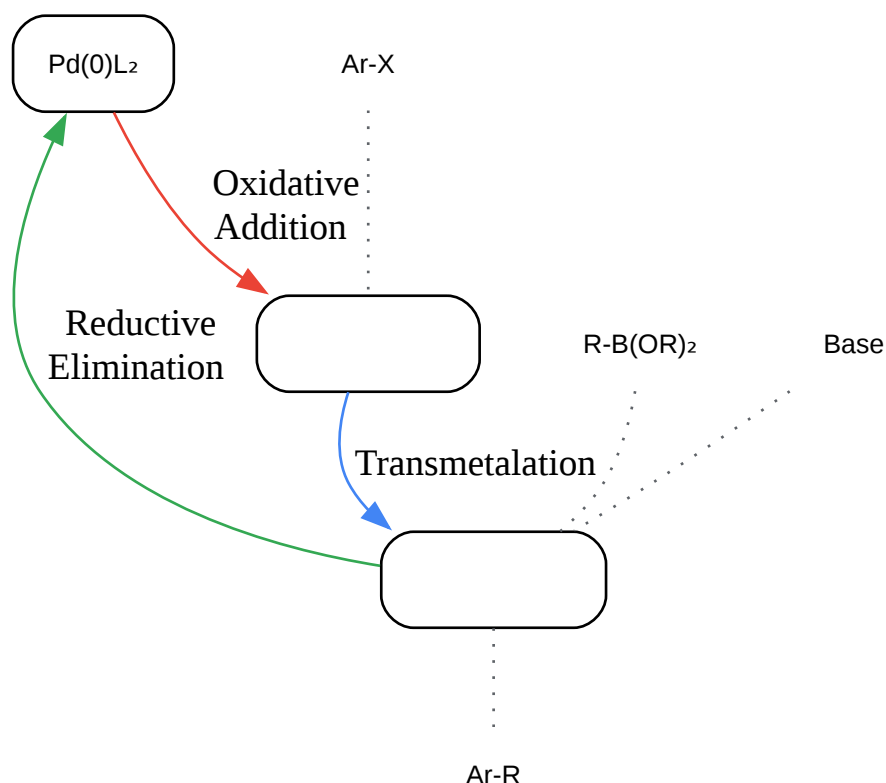 Pd(0)L₂
Ar-X
Oxidative
Addition
Reductive
Elimination
R-B(OR)₂
Base
Transmetalation
Ar-R